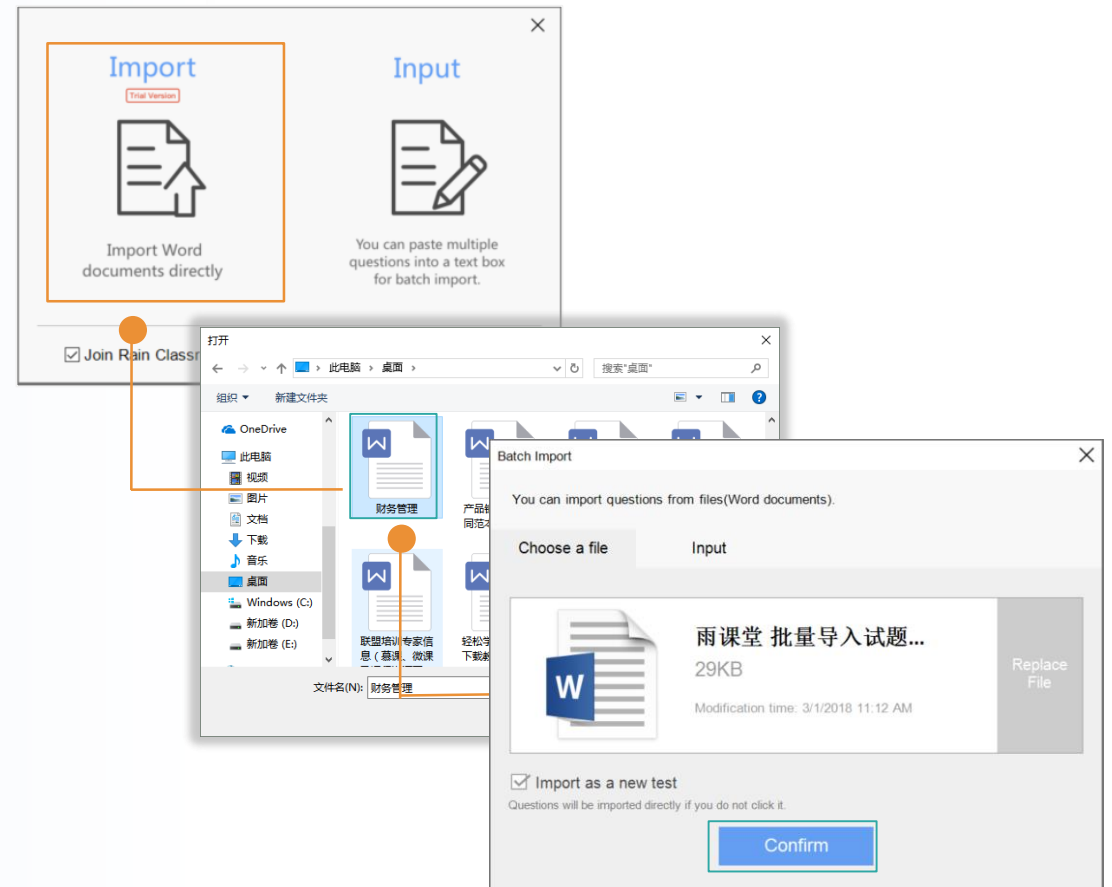 Import
Trial Version
Import Word
documents directly
Input
You can paste multiple
questions into a text box
for batch import.
Join Rain Classr
打开
此电脑 › 桌面 ›
搜索"桌面"
组织
新建文件夹
OneDrive
此电脑
视频
图片
文档
下载
音乐
桌面
Windows (C:)
新加卷 (D:)
新加卷 (E:)
财务管理
产品
同范本
联盟培训专家信
息（慕课、微课
轻松学
下载教
文件名(N):
财务管理
Batch Import
You can import questions from files(Word documents).
Choose a file
Input
W
雨课堂 批量导入试题...
29KB
Modification time: 3/1/2018 11:12 AM
Replace
File
Import as a new test
Questions will be imported directly if you do not click it.
Confirm